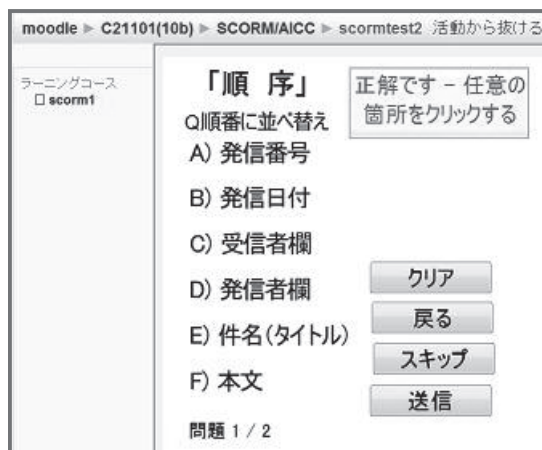 moodle ► C21101(10b) ► SCORM/AICC ► scormtest2 活動から抜ける
ラーニングコース
□ scorm1
「順 序」
正解です – 任意の
箇所をクリックする
Q順番に並べ替え
A) 発信番号
B) 発信日付
C) 受信者欄
D) 発信者欄
E) 件名(タイトル)
F) 本文
クリア
戻る
スキップ
送信
問題 1 / 2